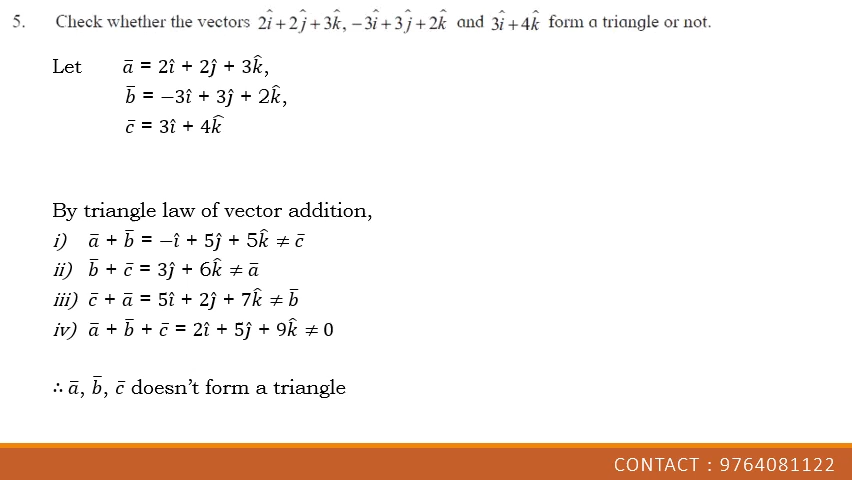 5. Check whether the vectors 2î + 2ĵ + 3k̂, −3î + 3ĵ + 2k̂ and 3î + 4k̂ form a triangle or not.
Let ā = 2î + 2ĵ + 3k̂,
b̄ = −3î + 3ĵ + 2k̂,
c̄ = 3î + 4k̂
By triangle law of vector addition,
i) ā + b̄ = −î + 5ĵ + 5k̂ ≠ c̄
ii) b̄ + c̄ = 3ĵ + 6k̂ ≠ ā
iii) c̄ + ā = 5î + 2ĵ + 7k̂ ≠ b̄
iv) ā + b̄ + c̄ = 2î + 5ĵ + 9k̂ ≠ 0
∴ ā, b̄, c̄ doesn’t form a triangle
CONTACT : 9764081122